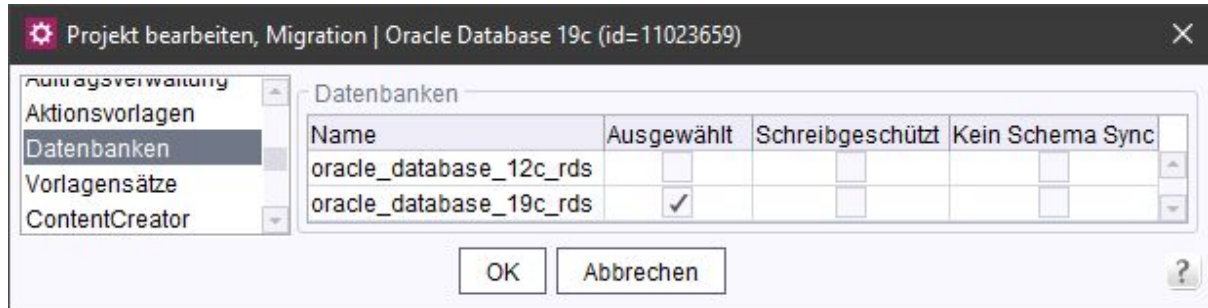 Projekt bearbeiten, Migration | Oracle Database 19c (id=11023659)
Auftragsverwaltung
Aktionsvorlagen
Datenbanken
Vorlagensätze
ContentCreator
Datenbanken
Name Ausgewählt Schreibgeschützt Kein Schema Sync
oracle_database_12c_rds
oracle_database_19c_rds ✓
OK Abbrechen ?